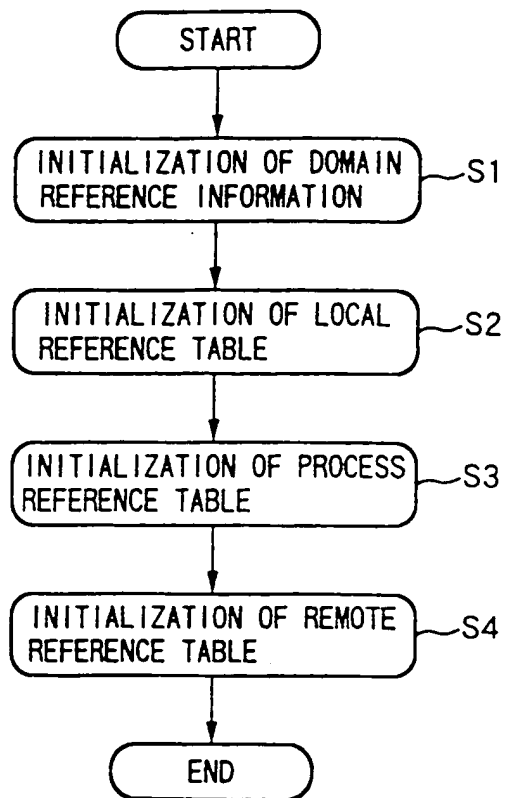 START
INITIALIZATION OF DOMAIN
REFERENCE INFORMATION
S1
INITIALIZATION OF LOCAL
REFERENCE TABLE
S2
INITIALIZATION OF PROCESS
REFERENCE TABLE
S3
INITIALIZATION OF REMOTE
REFERENCE TABLE
S4
END